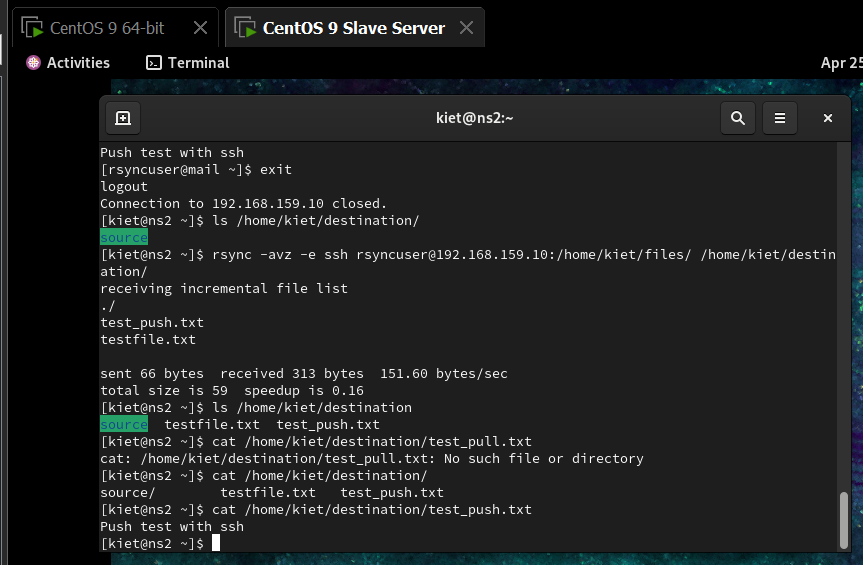 CentOS 9 64-bit
CentOS 9 Slave Server
Activities
Terminal
Apr 25
kiet@ns2:~
Push test with ssh
[rsyncuser@mail ~]$ exit
logout
Connection to 192.168.159.10 closed.
[kiet@ns2 ~]$ ls /home/kiet/destination/
source
[kiet@ns2 ~]$ rsync -avz -e ssh rsyncuser@192.168.159.10:/home/kiet/files/ /home/kiet/destin
ation/
receiving incremental file list
./
test_push.txt
testfile.txt
sent 66 bytes  received 313 bytes  151.60 bytes/sec
total size is 59  speedup is 0.16
[kiet@ns2 ~]$ ls /home/kiet/destination
source  testfile.txt  test_push.txt
[kiet@ns2 ~]$ cat /home/kiet/destination/test_pull.txt
cat: /home/kiet/destination/test_pull.txt: No such file or directory
[kiet@ns2 ~]$ cat /home/kiet/destination/
source/        testfile.txt   test_push.txt
[kiet@ns2 ~]$ cat /home/kiet/destination/test_push.txt
Push test with ssh
[kiet@ns2 ~]$